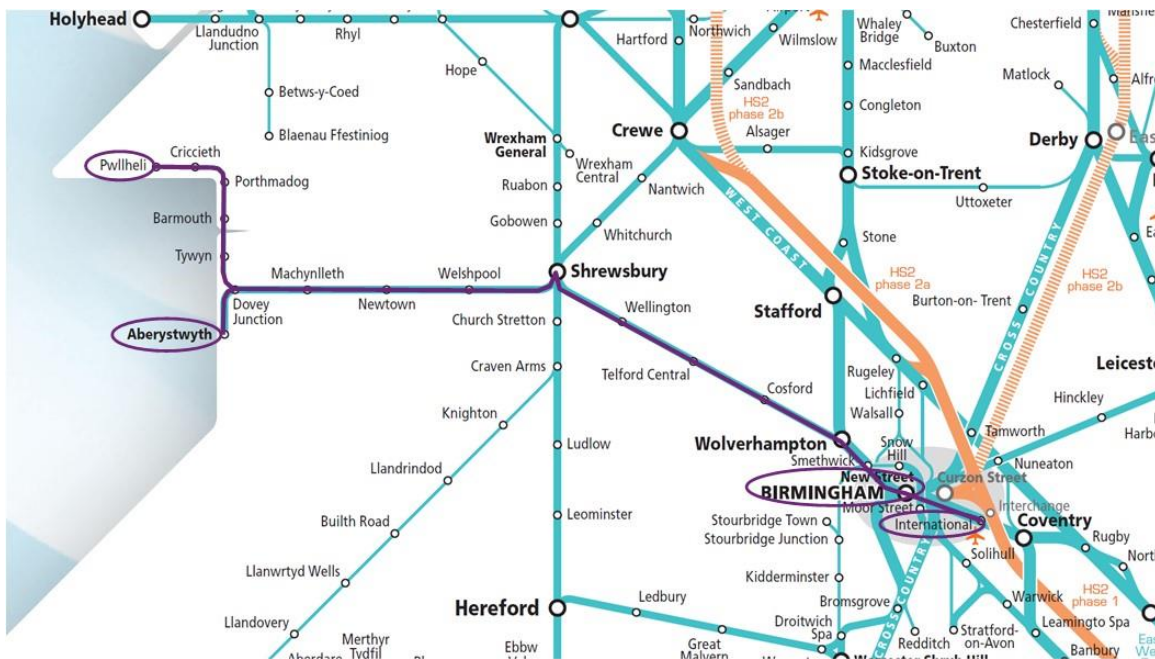 Holyhead
Llandudno
Junction
Rhyl
Hope
Betws-y-Coed
Blaenau Ffestiniog
Wrexham
General
Wrexham
Central
Ruabon
Gobowen
Nantwich
Whitchurch
Hartford
Northwich
Wilmslow
Sandbach
HS2
phase 2b
Crewe
Alsager
Whaley
Bridge
Buxton
Macclesfield
Congleton
Kidsgrove
Stoke-on-Trent
Uttoxeter
Chesterfield
Matlock
Derby
Pwllheli
Criccieth
Porthmadog
Barmouth
Tywyn
Machynlleth
Welshpool
Dovey
Junction
Newtown
Aberystwyth
Shrewsbury
Church Stretton
Craven Arms
Knighton
Llandrindod
Builth Road
Llanwrtyd Wells
Llandovery
Merthyr
Tydfil
Ludlow
Leominster
Hereford
Ebbw
Ledbury
Great
Malvern
Wellington
Telford Central
Cosford
Wolverhampton
WEST COAST
Stone
HS2
phase 2a
Stafford
Rugeley
Lichfield
Walsall
Burton-on- Trent
CROSS COUNTRY
HS2
phase 2b
Hinckley
Tamworth
Nuneaton
Snow
Hill
Smethwick
New Street
BIRMINGHAM
Curzon Street
Moor Street
Interchange
International
Coventry
Solihull
Rugby
Stourbridge Town
Stourbridge Junction
Kidderminster
Bromsgrove
Droitwich
Spa
CROSS COUNTRY
Redditch
Stratford-
on-Avon
Warwick
HS2
phase 1
Leamingto Spa
Banbury